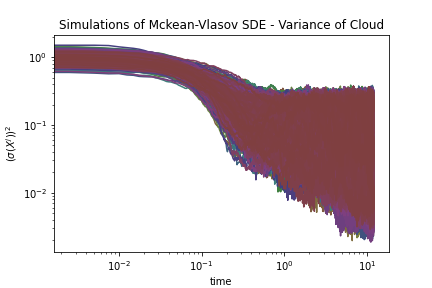 Simulations of Mckean-Vlasov SDE - Variance of Cloud
10⁰
10⁻¹
10⁻²
(σ(Xⁱ))²
10⁻² 10⁻¹ 10⁰ 10¹
time